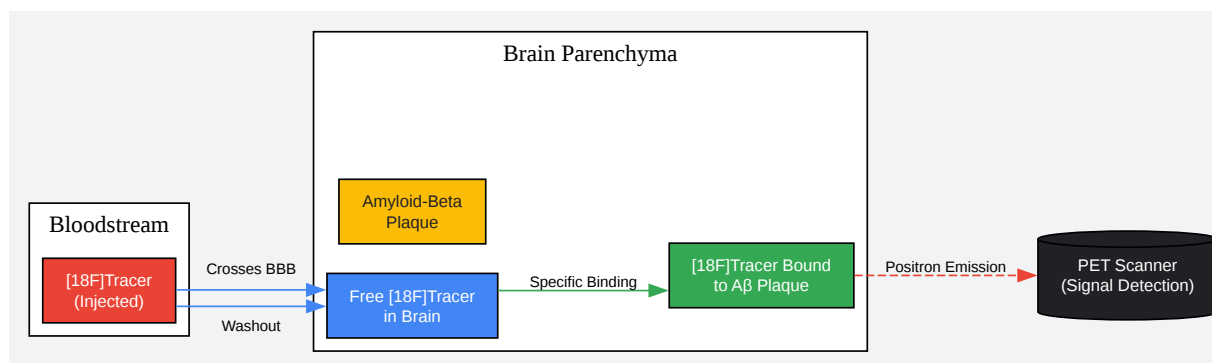 Brain Parenchyma
Bloodstream
Amyloid-Beta
Plaque
[18F]Tracer
(Injected)
Crosses BBB
Washout
Free [18F]Tracer
in Brain
Specific Binding
[18F]Tracer Bound
to Aβ Plaque
Positron Emission
PET Scanner
(Signal Detection)